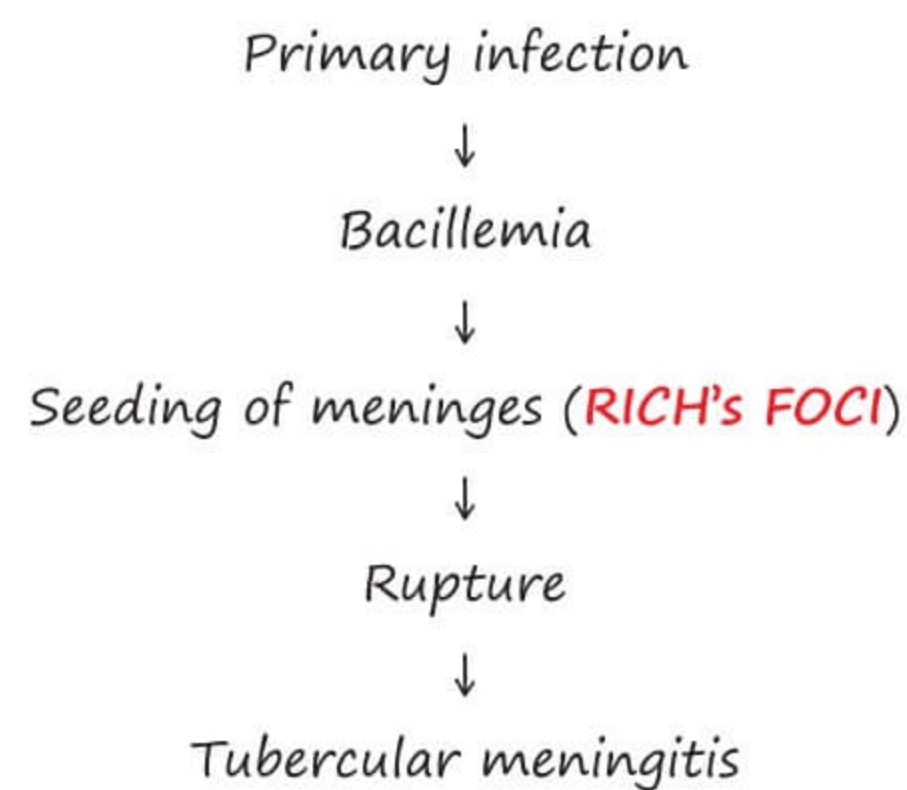 Primary infection
↓
Bacillemia
↓
Seeding of meninges (RICH's FOCI)
↓
Rupture
↓
Tubercular meningitis